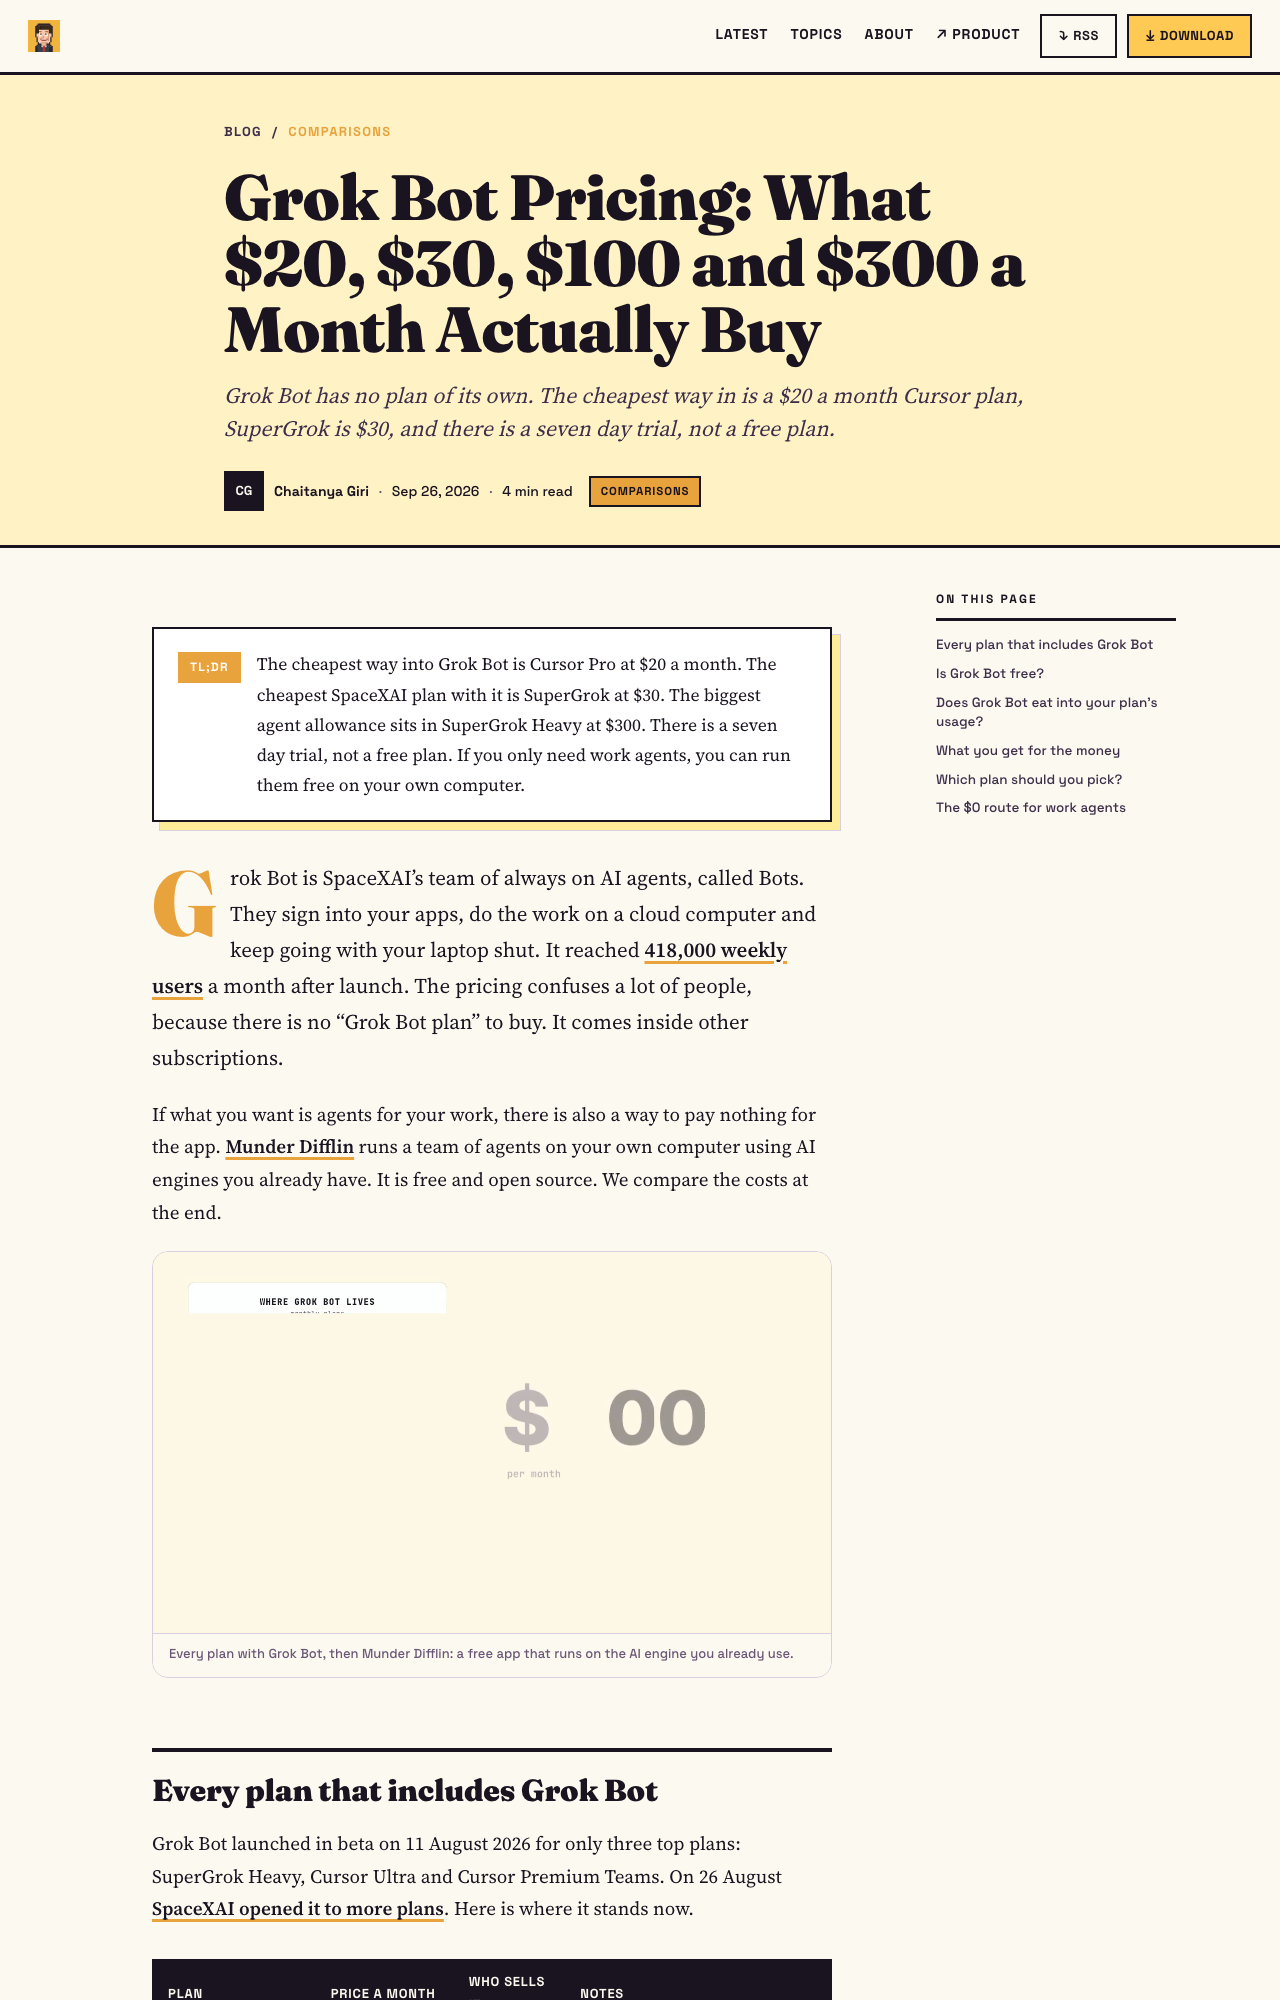 LATEST TOPICS ABOUT ↗ PRODUCT ⤵ RSS ⤓ DOWNLOAD
BLOG / COMPARISONS
Grok Bot Pricing: What
$20, $30, $100 and $300 a
Month Actually Buy
Grok Bot has no plan of its own. The cheapest way in is a $20 a month Cursor plan,
SuperGrok is $30, and there is a seven day trial, not a free plan.
CG Chaitanya Giri · Sep 26, 2026 · 4 min read COMPARISONS
TL;DR
The cheapest way into Grok Bot is Cursor Pro at $20 a month. The
cheapest SpaceXAI plan with it is SuperGrok at $30. The biggest
agent allowance sits in SuperGrok Heavy at $300. There is a seven
day trial, not a free plan. If you only need work agents, you can run
them free on your own computer.
ON THIS PAGE
Every plan that includes Grok Bot
Is Grok Bot free?
Does Grok Bot eat into your plan's
usage?
What you get for the money
Which plan should you pick?
The $0 route for work agents
Grok Bot is SpaceXAI’s team of always on AI agents, called Bots.
They sign into your apps, do the work on a cloud computer and
keep going with your laptop shut. It reached 418,000 weekly
users a month after launch. The pricing confuses a lot of people,
because there is no “Grok Bot plan” to buy. It comes inside other
subscriptions.
If what you want is agents for your work, there is also a way to pay nothing for
the app. Munder Difflin runs a team of agents on your own computer using AI
engines you already have. It is free and open source. We compare the costs at
the end.
WHERE GROK BOT LIVES
$ 00
per month
Every plan with Grok Bot, then Munder Difflin: a free app that runs on the AI engine you already use.
Every plan that includes Grok Bot
Grok Bot launched in beta on 11 August 2026 for only three top plans:
SuperGrok Heavy, Cursor Ultra and Cursor Premium Teams. On 26 August
SpaceXAI opened it to more plans. Here is where it stands now.
PLAN PRICE A MONTH WHO SELLS NOTES